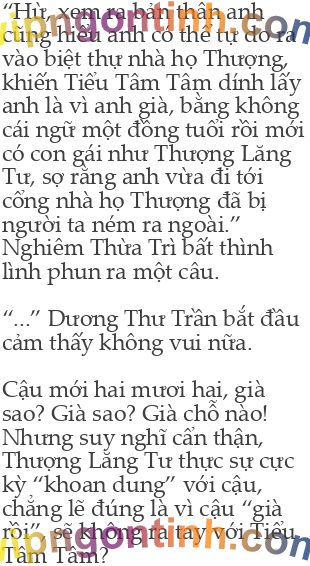 “Hừ, xem ra bản thân anh
cũng hiểu anh có thể tự do ra
vào biệt thự nhà họ Thượng,
khiến Tiểu Tâm Tâm dính lấy
anh là vì anh già, bằng không
cái ngữ một đồng tuổi rồi mới
có con gái như Thượng Lăng
Tư, sợ rằng anh vừa đi tới
cổng nhà họ Thượng đã bị
người ta ném ra ngoài.”
Nghiêm Thừa Trì bất thình
lình phun ra một câu.
“...” Dương Thư Trần bắt đầu
cảm thấy không vui nữa.
Cậu mới hai mươi hai, già
sao? Già sao? Già chỗ nào!
Nhưng suy nghĩ cẩn thận,
Thượng Lăng Tư thực sự cực
kỳ “khoan dung” với cậu,
chẳng lẽ đúng là vì cậu “già
rồi”, sẽ không ra tay với Tiểu
Tâm Tâm?
vipngontinh.com
vipngontinh.com